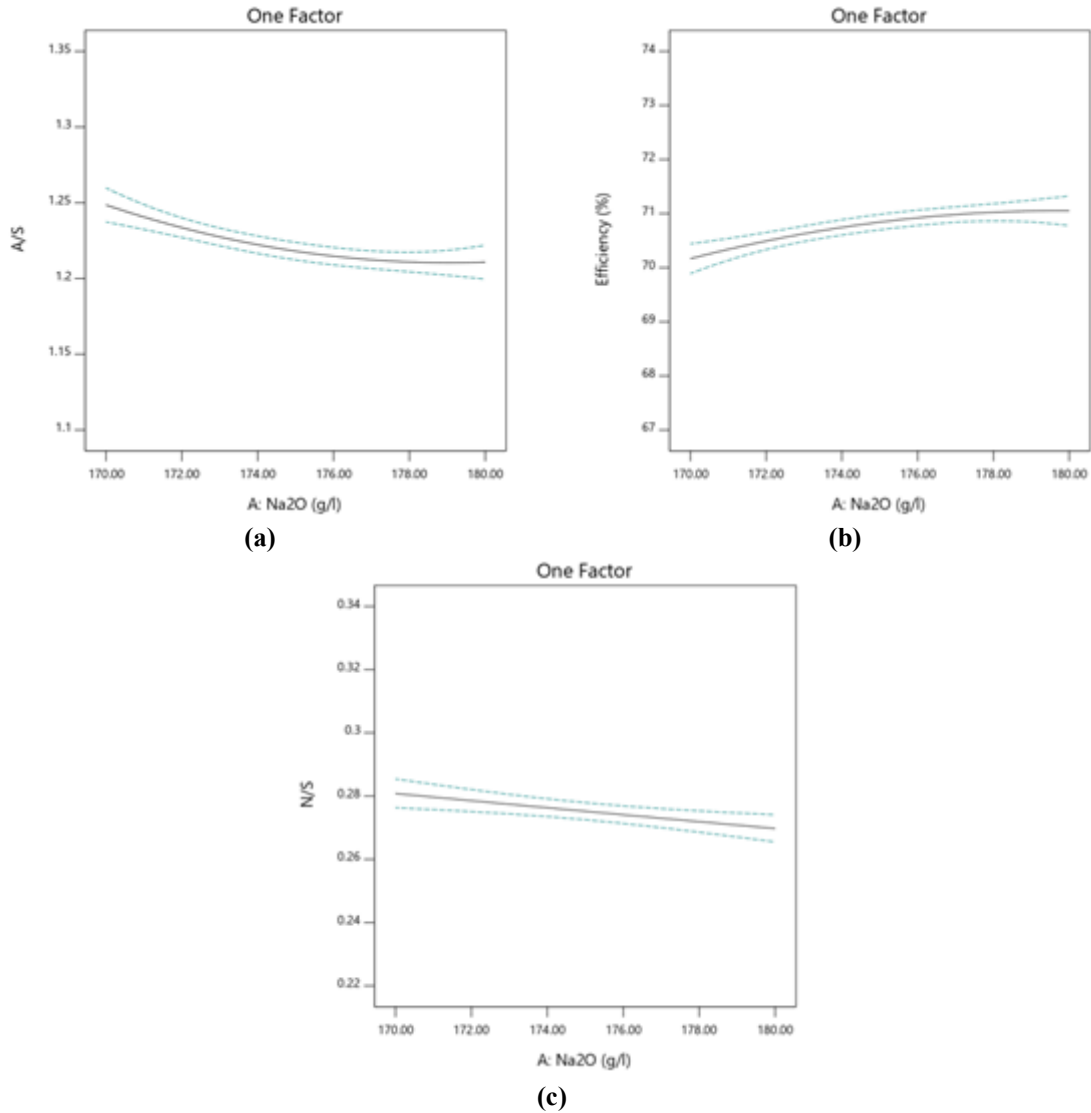 One Factor
1.35
1.3
1.25
1.2
1.15
1.1
A/S
170.00 172.00 174.00 176.00 178.00 180.00
A: Na2O (g/l)
(a)
One Factor
74
73
72
71
70
69
68
67
Efficiency (%)
170.00 172.00 174.00 176.00 178.00 180.00
A: Na2O (g/l)
(b)
One Factor
0.34
0.32
0.3
0.28
0.26
0.24
0.22
N/S
170.00 172.00 174.00 176.00 178.00 180.00
A: Na2O (g/l)
(c)